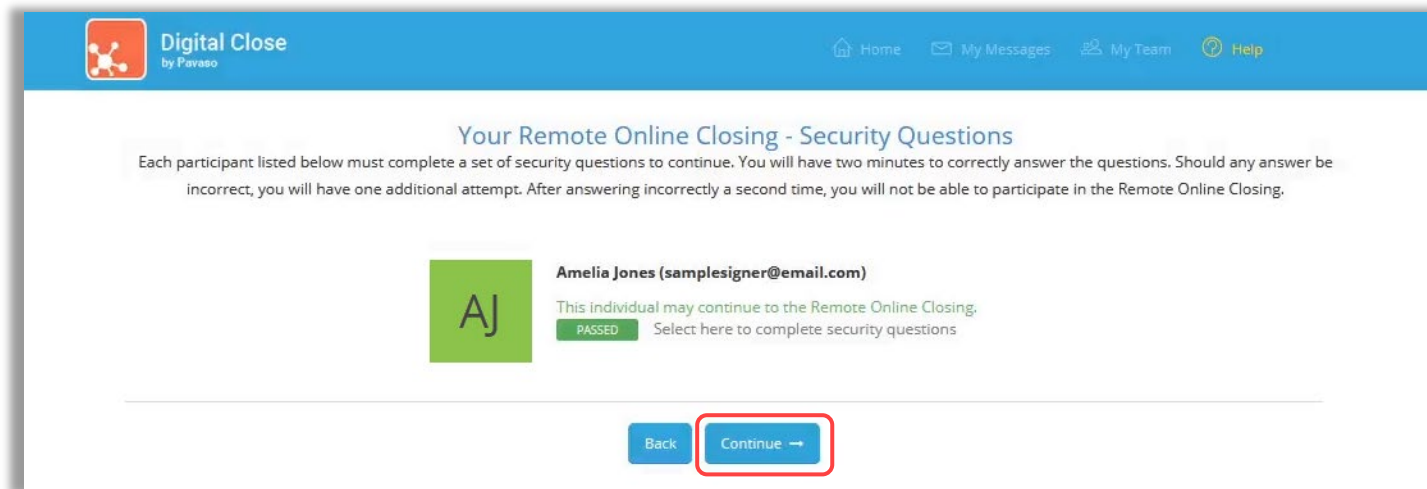 Digital Close
by Pavaso
Home
My Messages
My Team
Help
Your Remote Online Closing - Security Questions
Each participant listed below must complete a set of security questions to continue. You will have two minutes to correctly answer the questions. Should any answer be
incorrect, you will have one additional attempt. After answering incorrectly a second time, you will not be able to participate in the Remote Online Closing.
AJ
Amelia Jones (samplesigner@email.com)
This individual may continue to the Remote Online Closing.
PASSED Select here to complete security questions
Back
Continue →